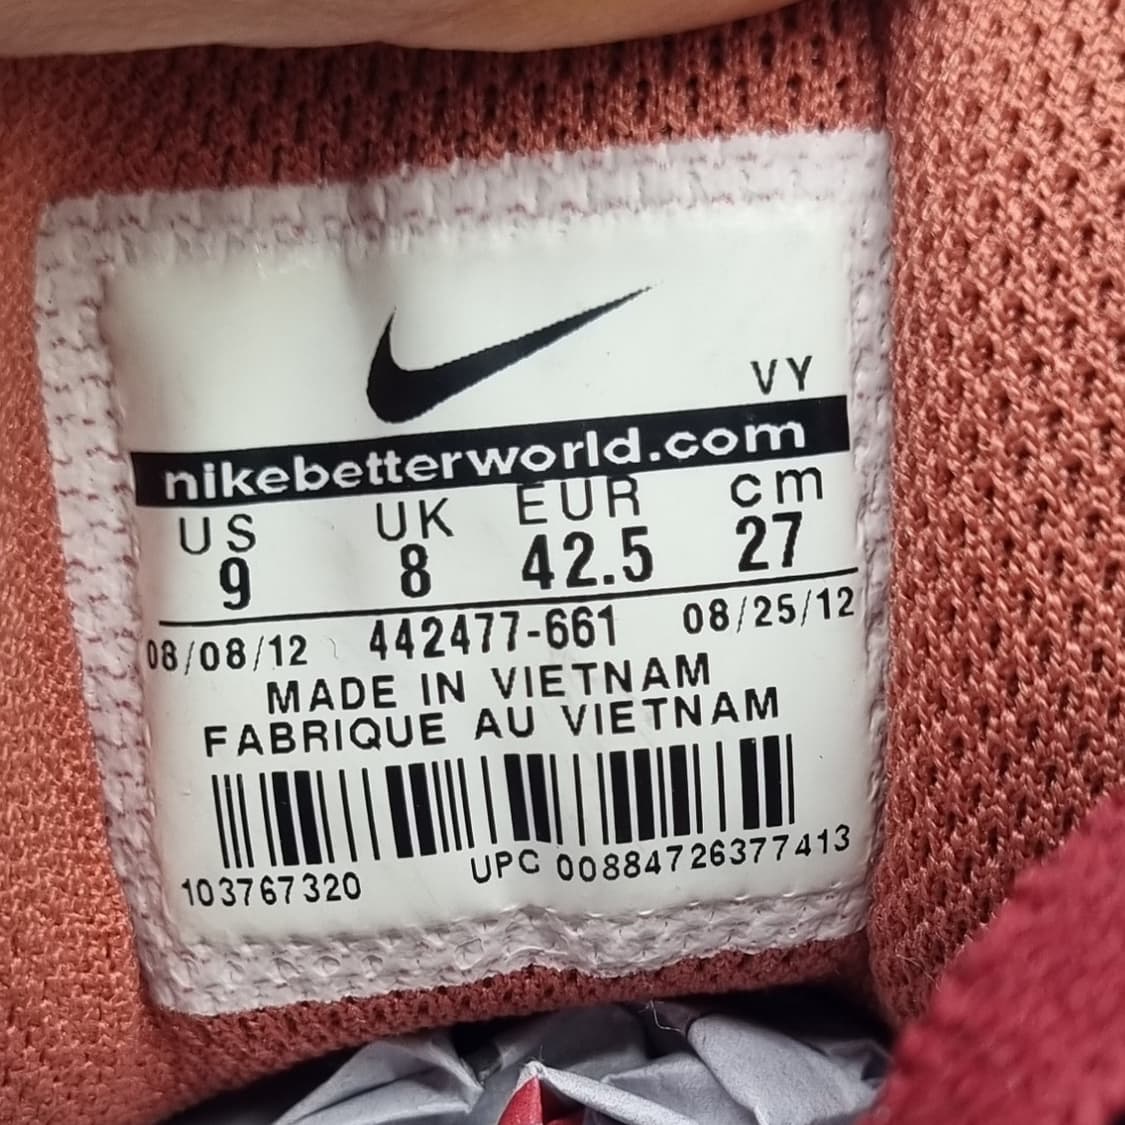 VY
nikebetterworld.com
US UK EUR cm
9 8 42.5 27
08/08/12 442477-661 08/25/12
MADE IN VIETNAM
FABRIQUE AU VIETNAM
103767320 UPC 00884726377413